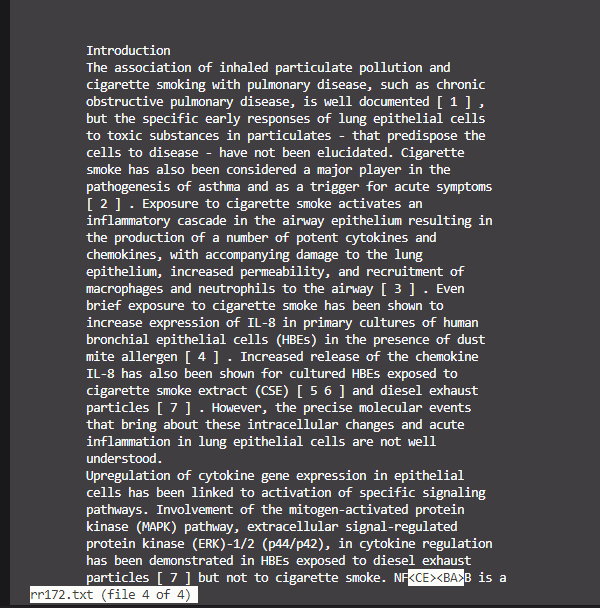 Introduction
The association of inhaled particulate pollution and
cigarette smoking with pulmonary disease, such as chronic
obstructive pulmonary disease, is well documented [ 1 ] ,
but the specific early responses of lung epithelial cells
to toxic substances in particulates - that predispose the
cells to disease - have not been elucidated. Cigarette
smoke has also been considered a major player in the
pathogenesis of asthma and as a trigger for acute symptoms
[ 2 ] . Exposure to cigarette smoke activates an
inflammatory cascade in the airway epithelium resulting in
the production of a number of potent cytokines and
chemokines, with accompanying damage to the lung
epithelium, increased permeability, and recruitment of
macrophages and neutrophils to the airway [ 3 ] . Even
brief exposure to cigarette smoke has been shown to
increase expression of IL-8 in primary cultures of human
bronchial epithelial cells (HBEs) in the presence of dust
mite allergen [ 4 ] . Increased release of the chemokine
IL-8 has also been shown for cultured HBEs exposed to
cigarette smoke extract (CSE) [ 5 6 ] and diesel exhaust
particles [ 7 ] . However, the precise molecular events
that bring about these intracellular changes and acute
inflammation in lung epithelial cells are not well
understood.
Upregulation of cytokine gene expression in epithelial
cells has been linked to activation of specific signaling
pathways. Involvement of the mitogen-activated protein
kinase (MAPK) pathway, extracellular signal-regulated
protein kinase (ERK)-1/2 (p44/p42), in cytokine regulation
has been demonstrated in HBEs exposed to diesel exhaust
particles [ 7 ] but not to cigarette smoke. NF<CE><BA>B is a
rr172.txt (file 4 of 4)